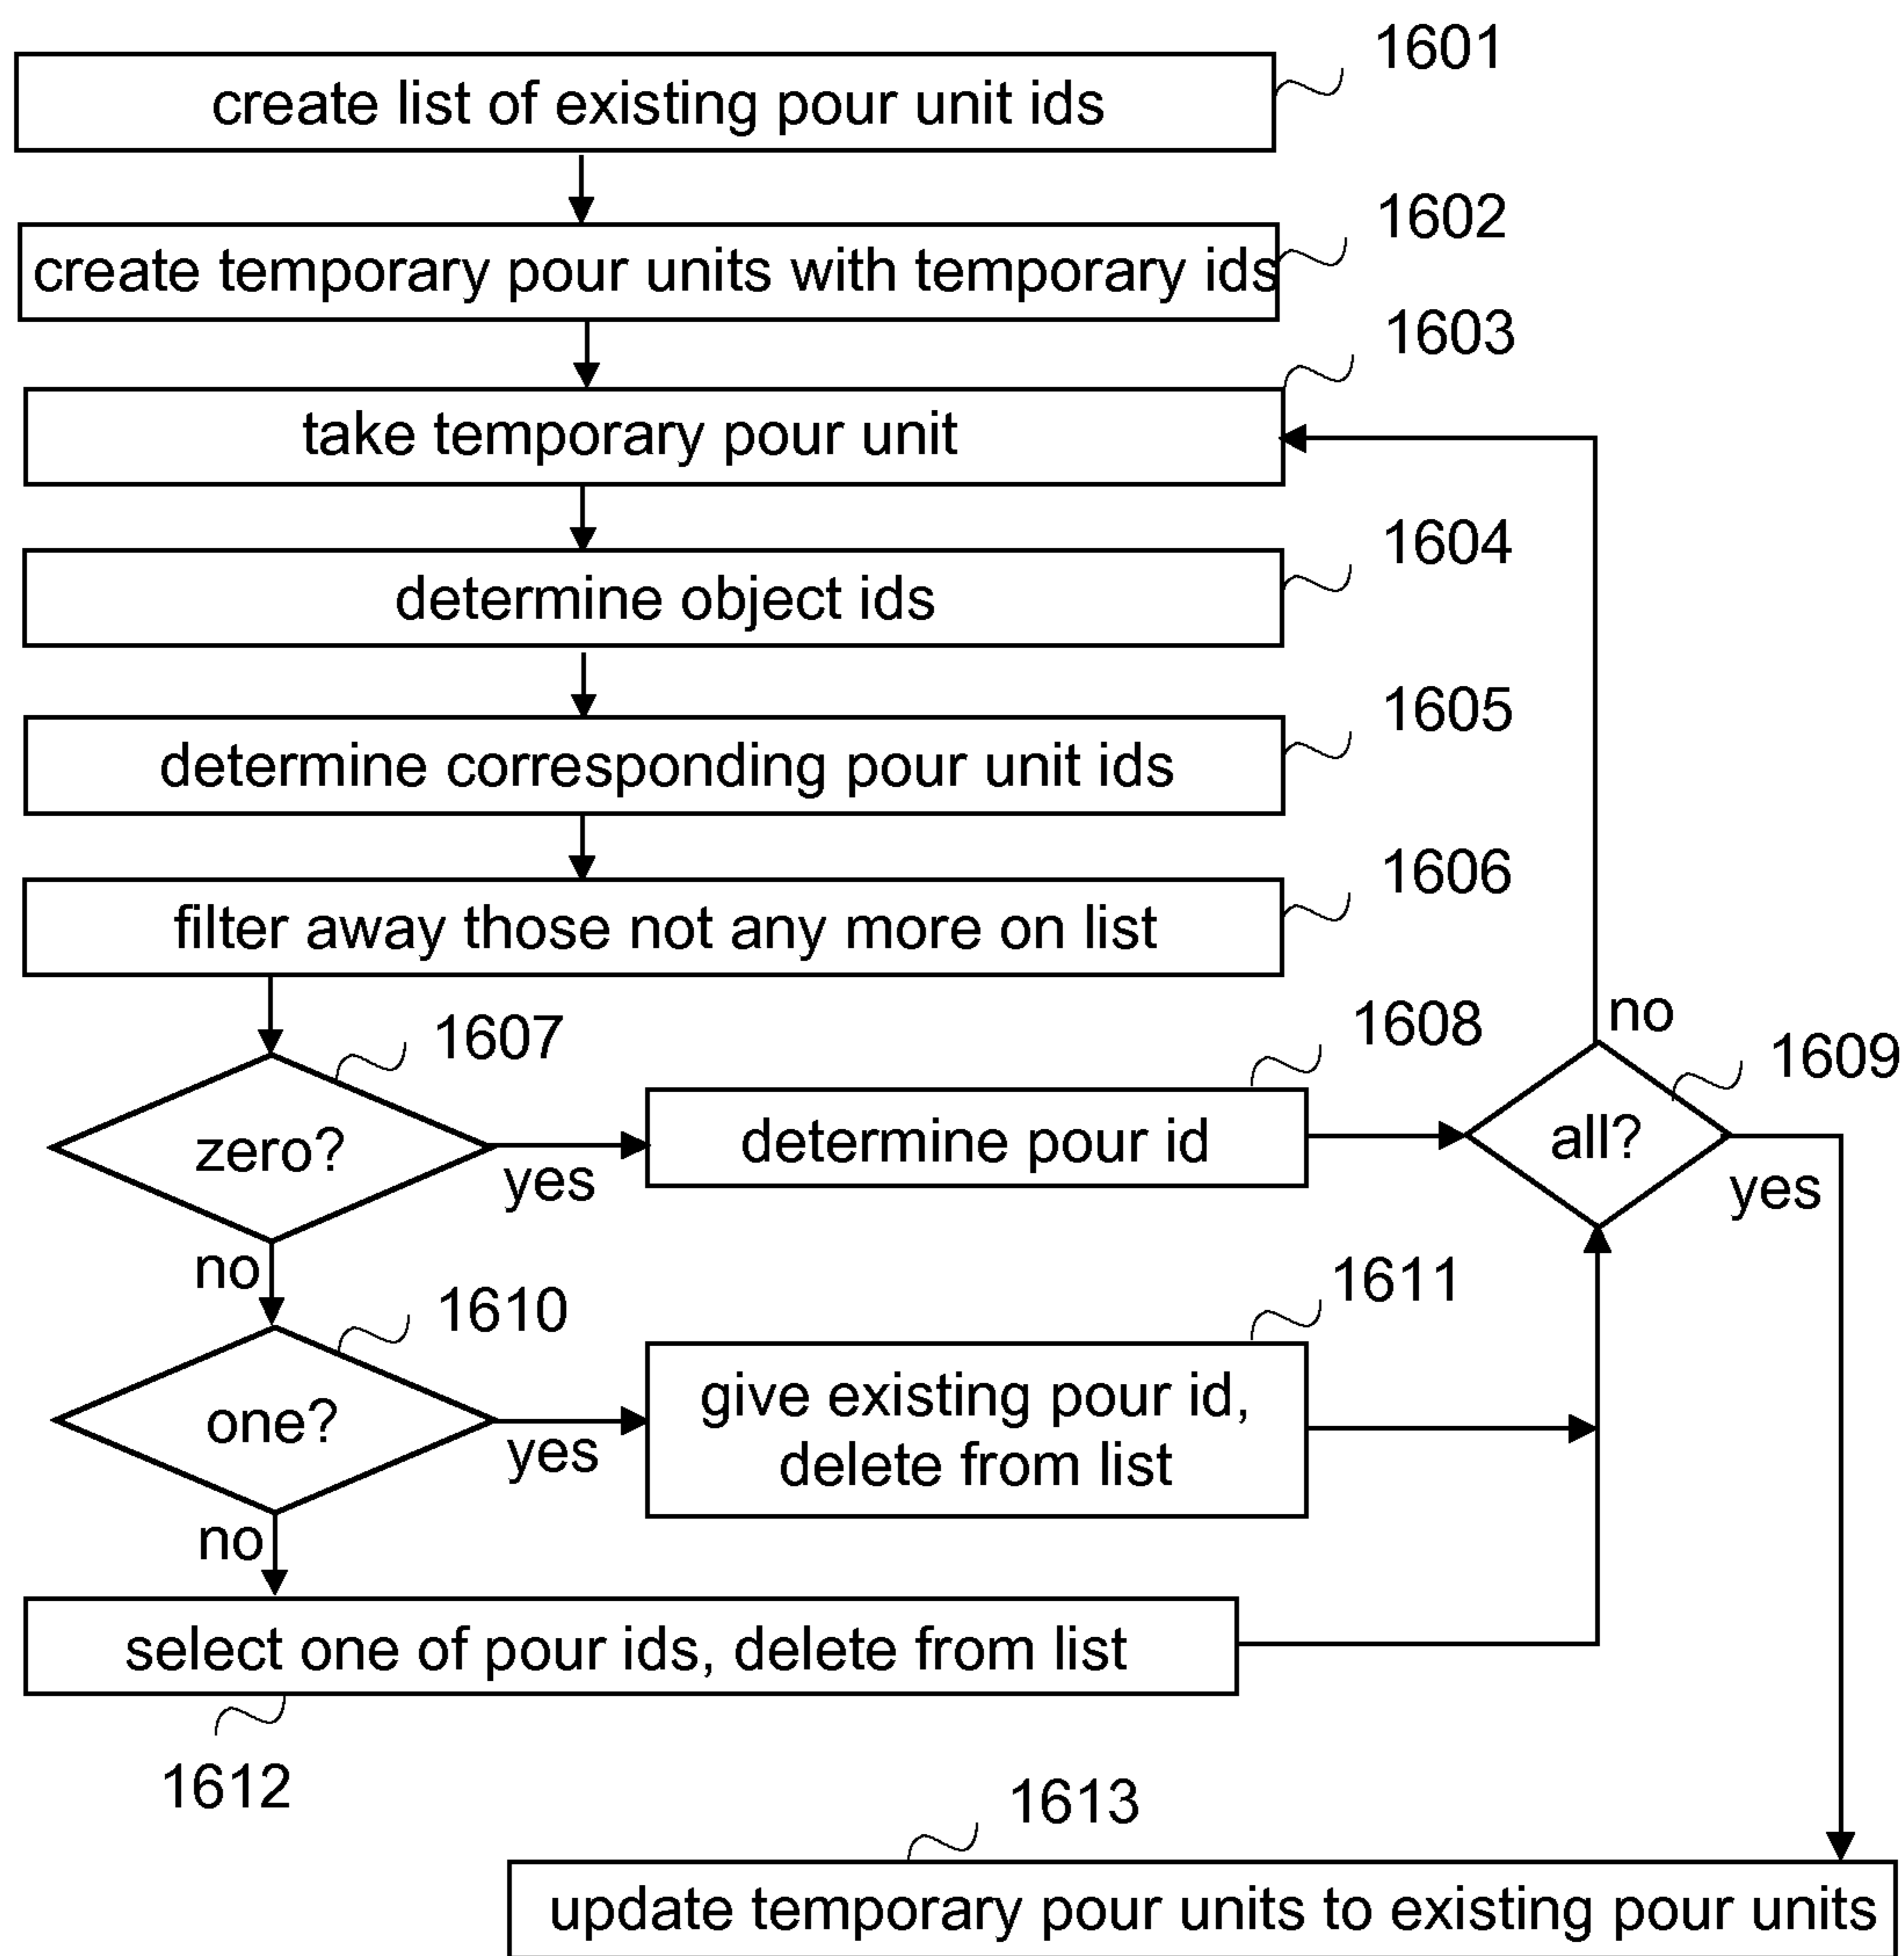 1601
create list of existing pour unit ids
1602
create temporary pour units with temporary ids
1603
take temporary pour unit
1604
determine object ids
1605
determine corresponding pour unit ids
1606
filter away those not any more on list
1607
zero?
yes
no
1608
determine pour id
1609
all?
no
yes
1610
one?
yes
no
1611
give existing pour id,
delete from list
select one of pour ids, delete from list
1612
1613
update temporary pour units to existing pour units